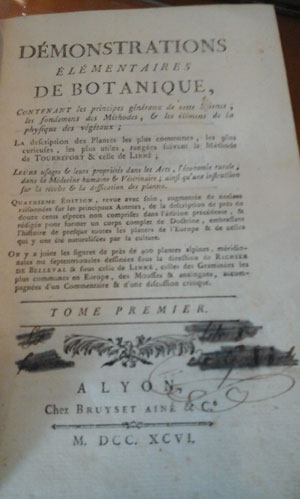 DÉMONSTRATIONS
ÉLÉMENTAIRES
DE BOTANIQUE,
CONTENANT les principes généraux de cette Science,
les fondemens des Méthodes, & les élémens de la
physique des végétaux;
LA description des Plantes les plus communes, les plus
curieuses, les plus utiles, rangées suivant la Méthode
de TOURNEFORT & celle de LINNÉ;
LEURS usages & leurs propriétés dans les Arts, l'économie rurale,
dans la Médecine humaine & Vétérinaire; ainsi qu'une instruction
sur la récolte & la dessication des plantes.
QUATRIEME ÉDITION, revue avec soin, augmentée de notions
sur les principaux Auteurs, de la description de près de
douze cents especes non comprises dans l'édition précédente, &
rédigée pour former un corps complet de Doctrine, embrassant
l'histoire de presque toutes les plantes de l'Europe & de celles
qui y ont été naturalisées par la culture.
On y a joint les figures de près de 400 plantes alpines, méridio-
nales ou septentrionales dessinées sous la direction de RICHER
DE BELLEVAL & sous celle de LINNÉ, celles des Graminées les
plus communes en Europe, des Mousses & analogues, accom-
pagnées d'un Commentaire & d'une discussion critique.
TOME PREMIER.
A LYON,
Chez BRUYSET AINÉ & Cᵉ.
M. DCC. XCVI.